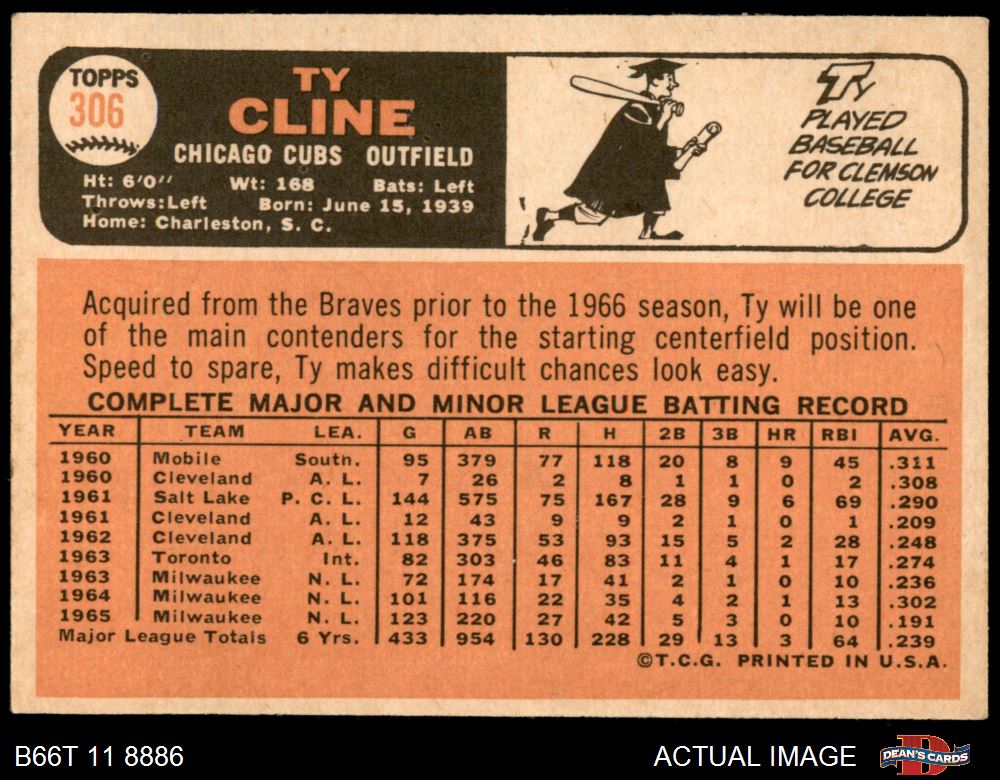 TOPPS
306
TY
CLINE
CHICAGO CUBS OUTFIELD
Ht: 6'0" Wt: 168 Bats: Left
Throws:Left Born: June 15, 1939
Home: Charleston, S. C.
TY
PLAYED
BASEBALL
FOR CLEMSON
COLLEGE
Acquired from the Braves prior to the 1966 season, Ty will be one
of the main contenders for the starting centerfield position.
Speed to spare, Ty makes difficult chances look easy.
COMPLETE MAJOR AND MINOR LEAGUE BATTING RECORD
YEAR TEAM LEA. G AB R H 2B 3B HR RBI AVG.
1960 Mobile South. 95 379 77 118 20 8 9 45 .311
1960 Cleveland A. L. 7 26 2 8 1 1 0 2 .308
1961 Salt Lake P. C. L. 144 575 75 167 28 9 6 69 .290
1961 Cleveland A. L. 12 43 9 9 2 1 0 1 .209
1962 Cleveland A. L. 118 375 53 93 15 5 2 28 .248
1963 Toronto Int. 82 303 46 83 11 4 1 17 .274
1963 Milwaukee N. L. 72 174 17 41 2 1 0 10 .236
1964 Milwaukee N. L. 101 116 22 35 4 2 1 13 .302
1965 Milwaukee N. L. 123 220 27 42 5 3 0 10 .191
Major League Totals 6 Yrs. 433 954 130 228 29 13 3 64 .239
©T.C.G. PRINTED IN U.S.A.
B66T 11 8886
ACTUAL IMAGE
DEAN'S CARDS